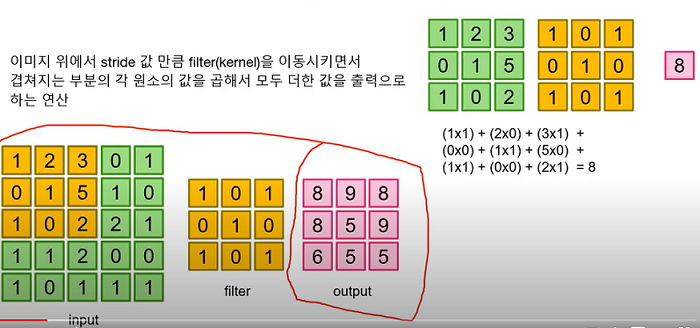 이미지 위에서 stride 값 만큼 filter(kernel)을 이동시키면서
겹쳐지는 부분의 각 원소의 값을 곱해서 모두 더한 값을 출력으로
하는 연산
1 2 3 1 0 1
0 1 5 0 1 0 8
1 0 2 1 0 1
(1x1) + (2x0) + (3x1) +
(0x0) + (1x1) + (5x0) +
(1x1) + (0x0) + (2x1) = 8
1 2 3 0 1
0 1 5 1 0
1 0 2 2 1
1 1 2 0 0
1 0 1 1 1
input
1 0 1
0 1 0
1 0 1
filter
8 9 8
8 5 9
6 5 5
output